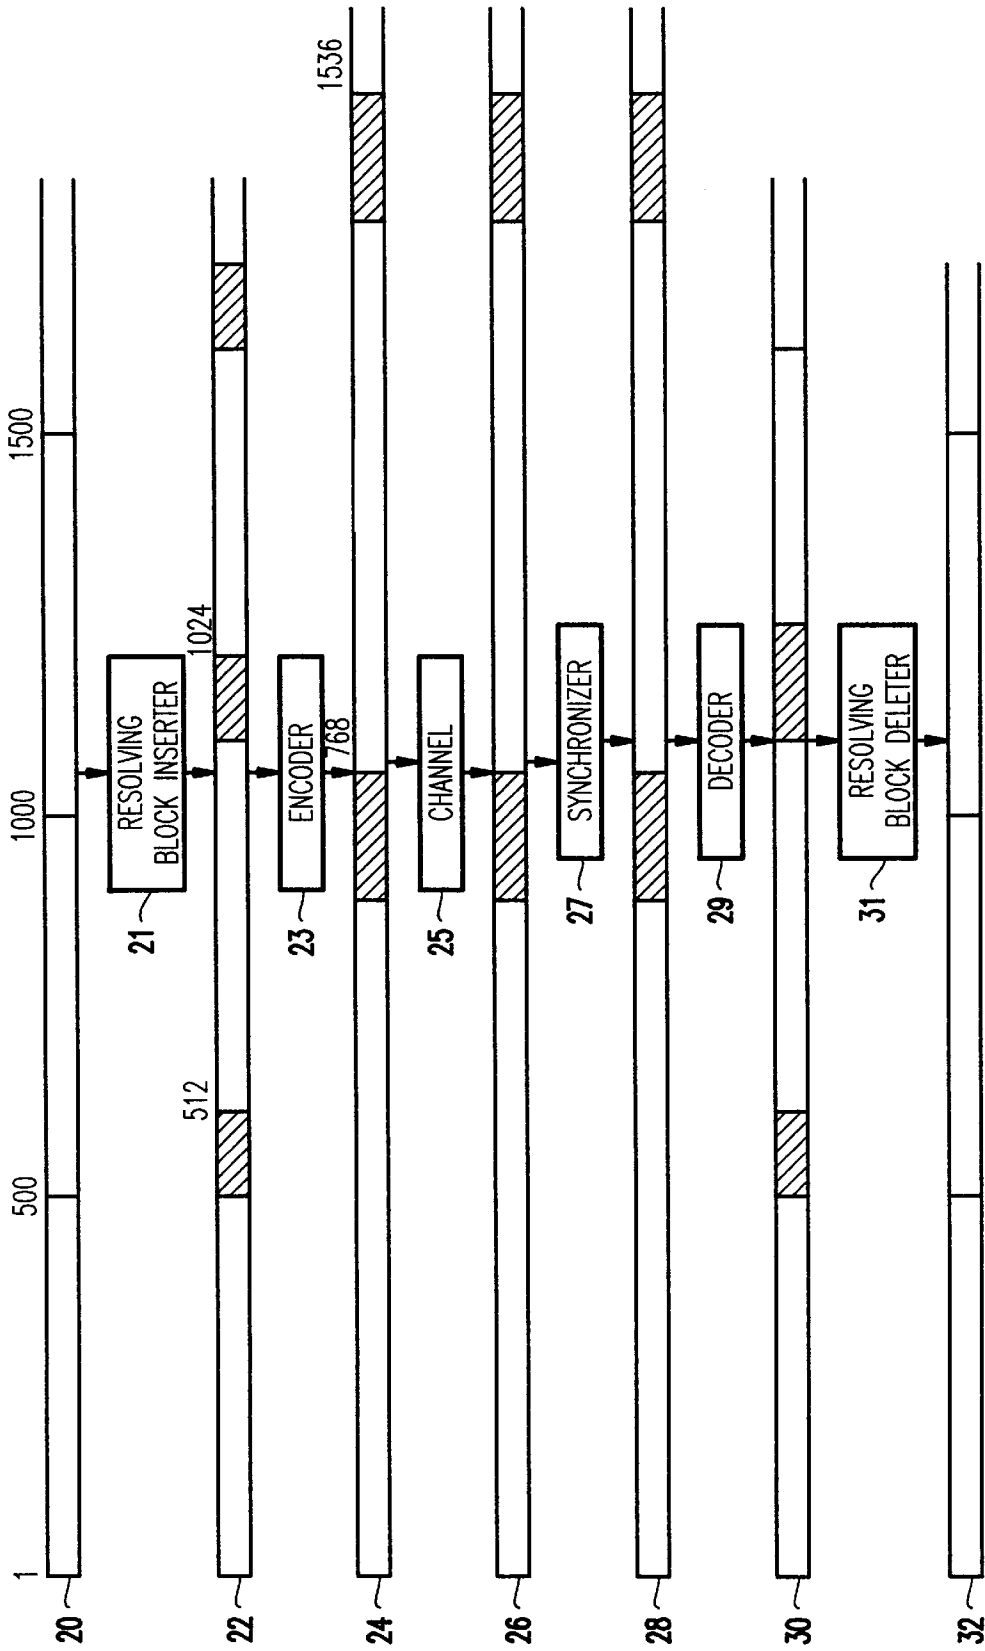 1
500
1000
1500
20
RESOLVING
BLOCK INSERTER
21
512
1024
22
ENCODER
23
768
1536
24
CHANNEL
25
26
SYNCHRONIZER
27
28
DECODER
29
30
RESOLVING
BLOCK DELETER
31
32